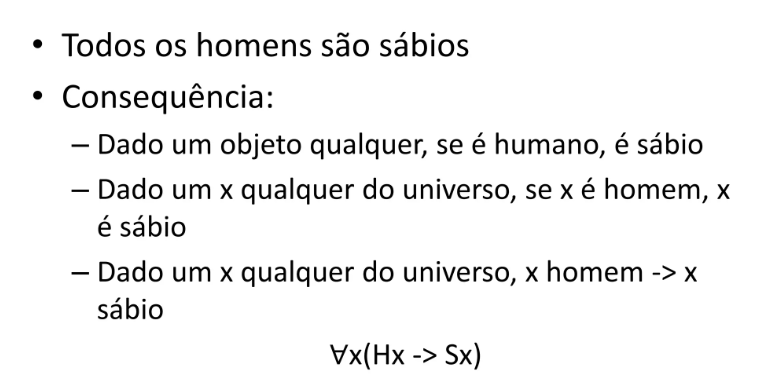 • Todos os homens são sábios
• Consequência:
– Dado um objeto qualquer, se é humano, é sábio
– Dado um x qualquer do universo, se x é homem, x
é sábio
– Dado um x qualquer do universo, x homem -> x
sábio
∀x(Hx -> Sx)